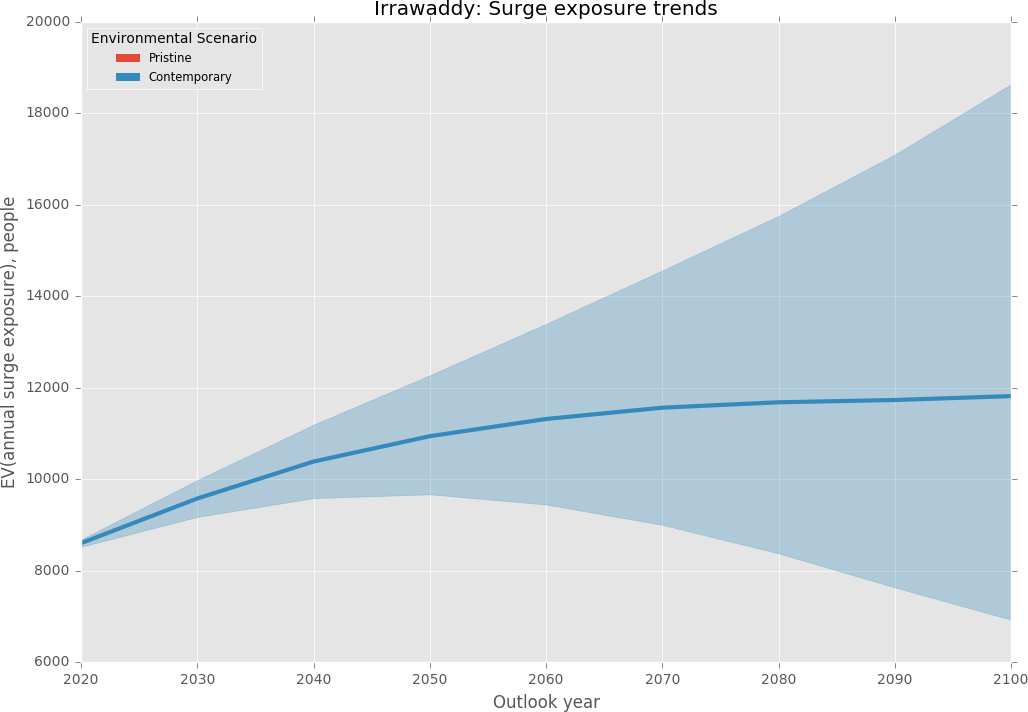 Irrawaddy: Surge exposure trends
20000
18000
16000
14000
12000
10000
8000
6000
EV(annual surge exposure), people
Environmental Scenario
Pristine
Contemporary
2020 2030 2040 2050 2060 2070 2080 2090 2100
Outlook year